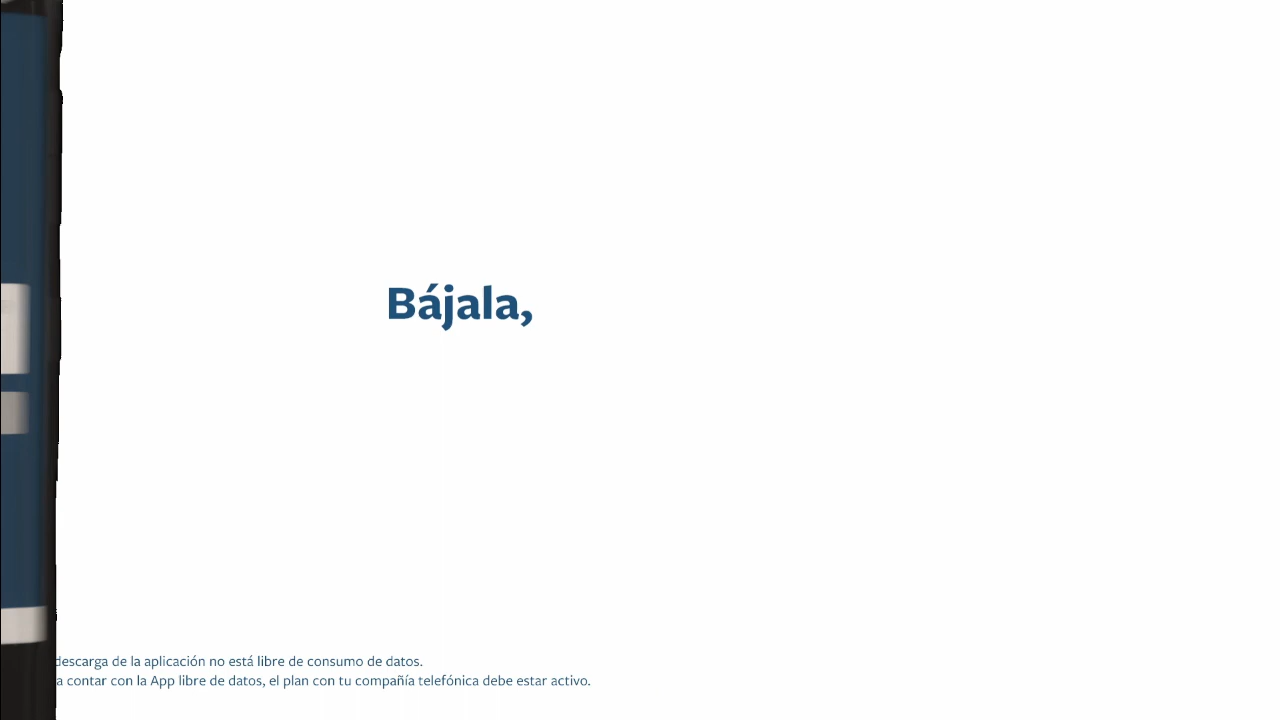 Bájala,
descarga de la aplicación no está libre de consumo de datos.
a contar con la App libre de datos, el plan con tu compañía telefónica debe estar activo.